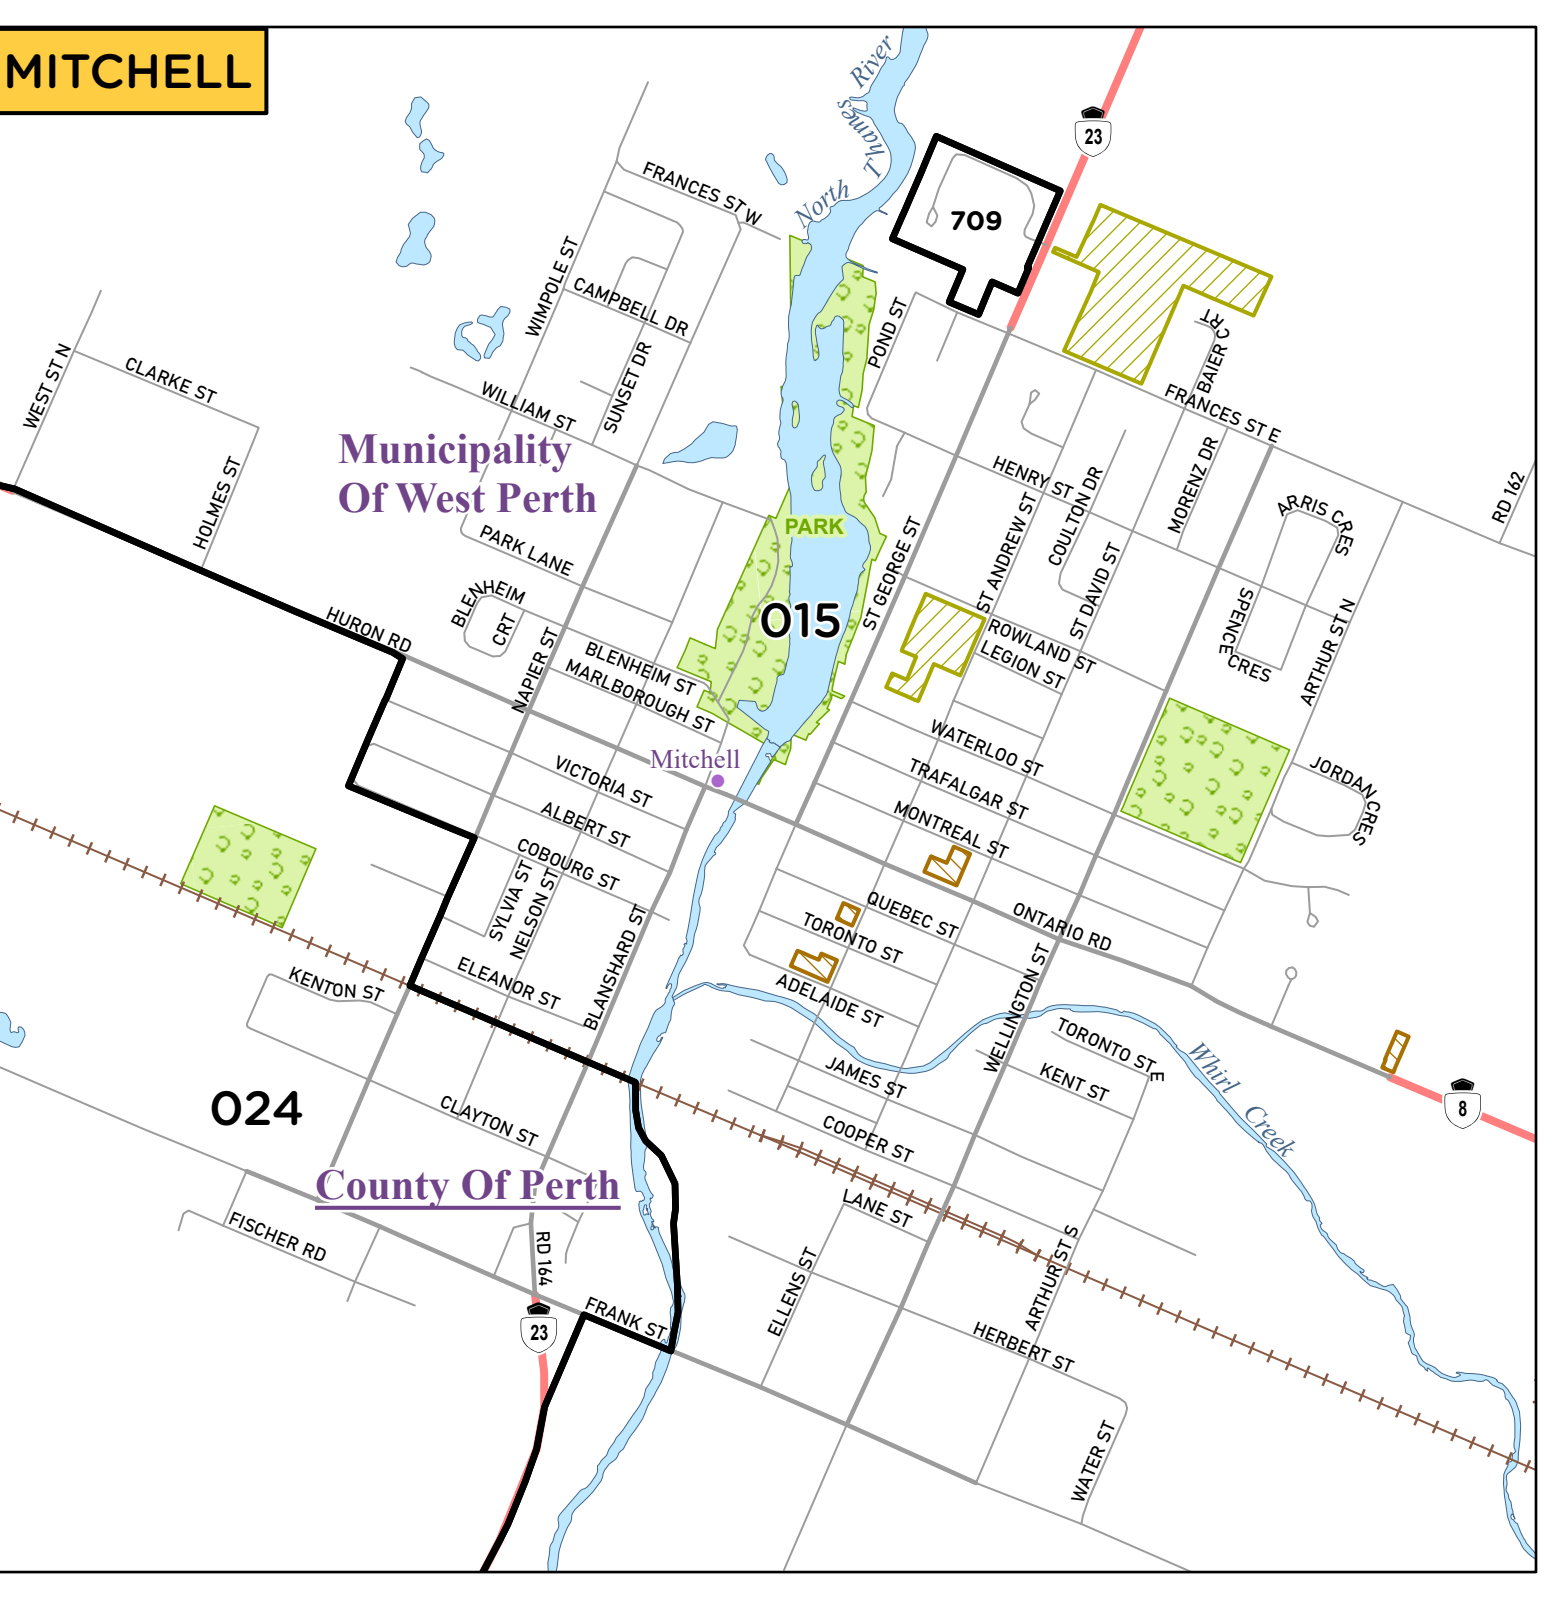 MITCHELL
North Thames River
23
709
FRANCES ST W
WIMPOLE ST
CAMPBELL DR
SUNSET DR
WILLIAM ST
WEST ST N
CLARKE ST
HOLMES ST
POND ST
BAIER CRT
FRANCES ST E
RD 162
Municipality
Of West Perth
HENRY ST
ST ANDREW ST
COULTON DR
MORENZ DR
ST DAVID ST
ARRIS CRES
SPENCE CRES
ARTHUR ST N
PARK
015
PARK LANE
BLENHEIM CRT
HURON RD
NAPIER ST
BLENHEIM ST
MARLBOROUGH ST
ST GEORGE ST
ROWLAND ST
LEGION ST
Mitchell
WATERLOO ST
TRAFALGAR ST
MONTREAL ST
JORDAN CRES
VICTORIA ST
ALBERT ST
COBOURG ST
SYLVIA ST
NELSON ST
BLANSHARD ST
ELEANOR ST
QUEBEC ST
TORONTO ST
ADELAIDE ST
ONTARIO RD
WELLINGTON ST
KENTON ST
024
CLAYTON ST
County Of Perth
JAMES ST
COOPER ST
TORONTO ST E
KENT ST
Whirl Creek
8
FISCHER RD
RD 164
23
FRANK ST
LANE ST
ELLENS ST
ARTHUR ST S
HERBERT ST
WATER ST